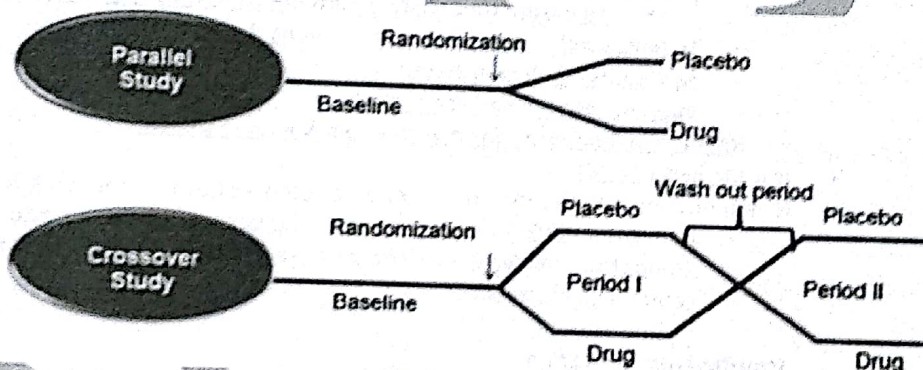 Parallel
Study
Randomization
Baseline
Placebo
Drug
Crossover
Study
Randomization
Baseline
Placebo
Period I
Drug
Wash out period
Placebo
Period II
Drug